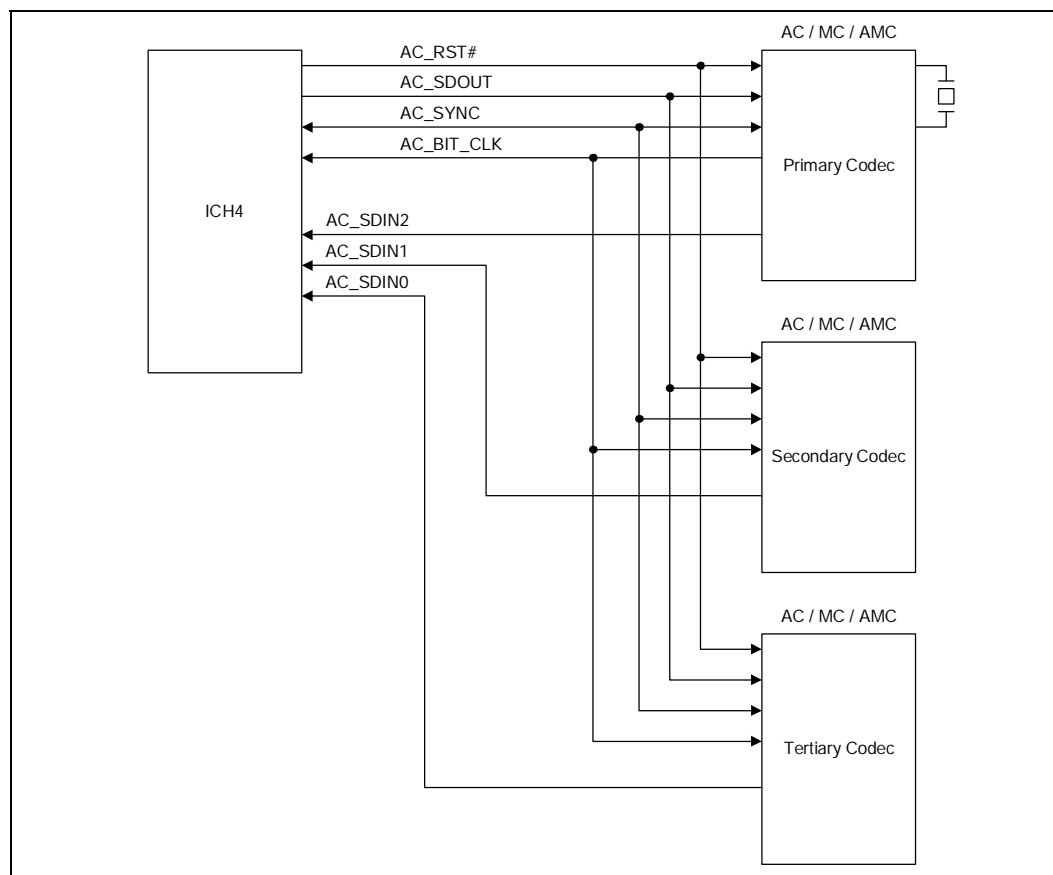 AC / MC / AMC
AC_RST#
AC_SDOUT
AC_SYNC
AC_BIT_CLK
Primary Codec
ICH4
AC_SDIN2
AC_SDIN1
AC_SDIN0
AC / MC / AMC
Secondary Codec
AC / MC / AMC
Tertiary Codec